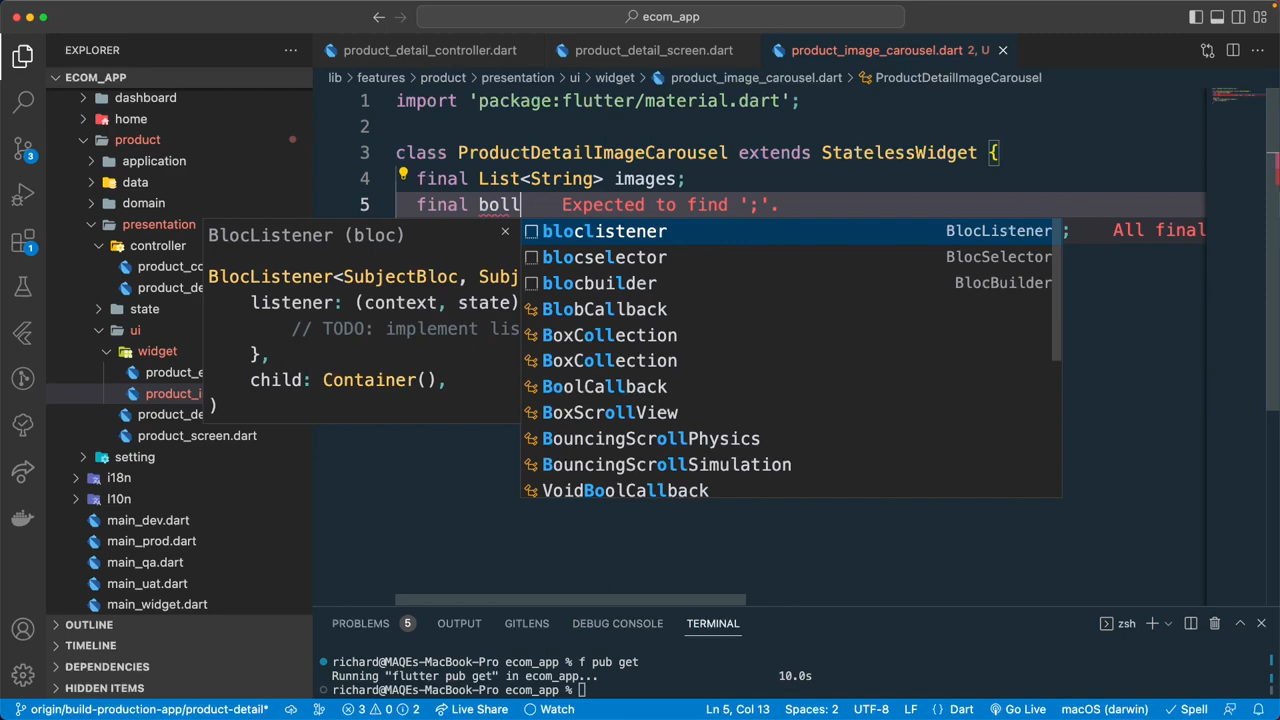 ecom_app
EXPLORER
product_detail_controller.dart
product_detail_screen.dart
product_image_carousel.dart 2, U
ECOM_APP
lib > features > product > presentation > ui > widget > product_image_carousel.dart > ProductDetailImageCarousel
dashboard
home
product
application
data
domain
presentation
controller
product_co
product_de
state
ui
widget
product_e
product_i
product_de
product_screen.dart
setting
i18n
l10n
main_dev.dart
main_prod.dart
main_qa.dart
main_uat.dart
main_widget.dart
OUTLINE
TIMELINE
DEPENDENCIES
HIDDEN ITEMS
1 import 'package:flutter/material.dart';
2
3 class ProductDetailImageCarousel extends StatelessWidget {
4 final List<String> images;
5 final boll Expected to find ';'.
; All final
BlocListener (bloc)
BlocListener<SubjectBloc, Subj
listener: (context, state)
// TODO: implement lis
},
child: Container(),
)
bloclistener BlocListener
blocselector BlocSelector
blocbuilder BlocBuilder
BlobCallback
BoxCollection
BoxCollection
BoolCallback
BoxScrollView
BouncingScrollPhysics
BouncingScrollSimulation
VoidBoolCallback
PROBLEMS 5 OUTPUT GITLENS DEBUG CONSOLE TERMINAL
zsh
richard@MAQEs-MacBook-Pro ecom_app % f pub get
Running "flutter pub get" in ecom_app... 10.0s
richard@MAQEs-MacBook-Pro ecom_app %
3
1
origin/build-production-app/product-detail* 3 0 2 Live Share Watch Ln 5, Col 13 Spaces: 2 UTF-8 LF {} Dart Go Live macOS (darwin) Spell